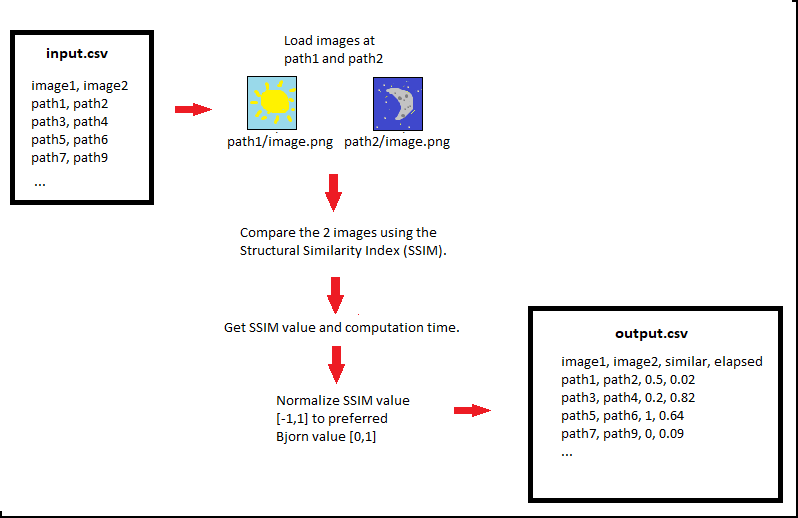 input.csv
image1, image2
path1, path2
path3, path4
path5, path6
path7, path9
...
Load images at
path1 and path2
path1/image.png
path2/image.png
Compare the 2 images using the
Structural Similarity Index (SSIM).
Get SSIM value and computation time.
Normalize SSIM value
[-1,1] to preferred
Bjorn value [0,1]
output.csv
image1, image2, similar, elapsed
path1, path2, 0.5, 0.02
path3, path4, 0.2, 0.82
path5, path6, 1, 0.64
path7, path9, 0, 0.09
...